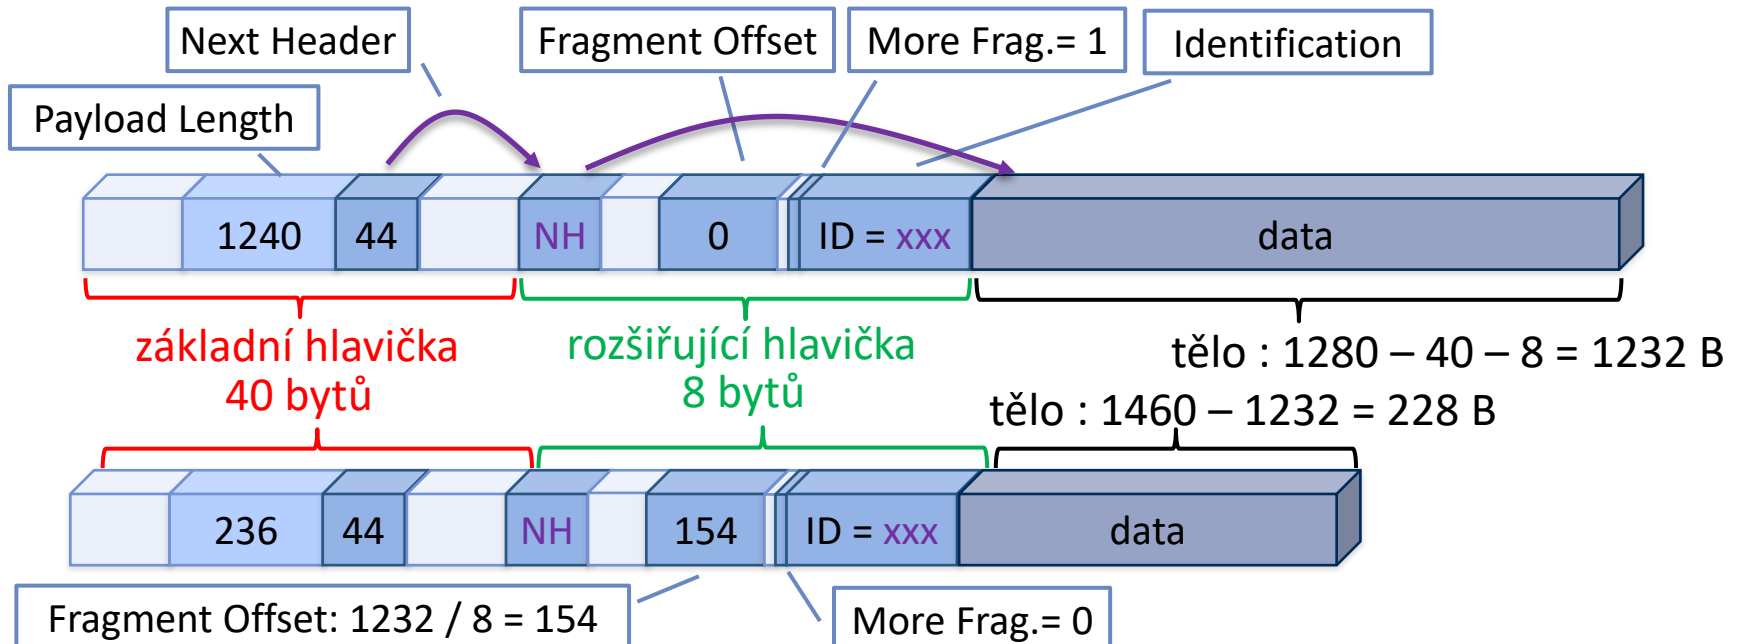 Next Header
Fragment Offset
More Frag.= 1
Identification
Payload Length
1240 44 NH 0 ID = xxx data
základní hlavička
40 bytů
rozšiřující hlavička
8 bytů
tělo : 1280 – 40 – 8 = 1232 B
tělo : 1460 – 1232 = 228 B
236 44 NH 154 ID = xxx data
Fragment Offset: 1232 / 8 = 154
More Frag.= 0